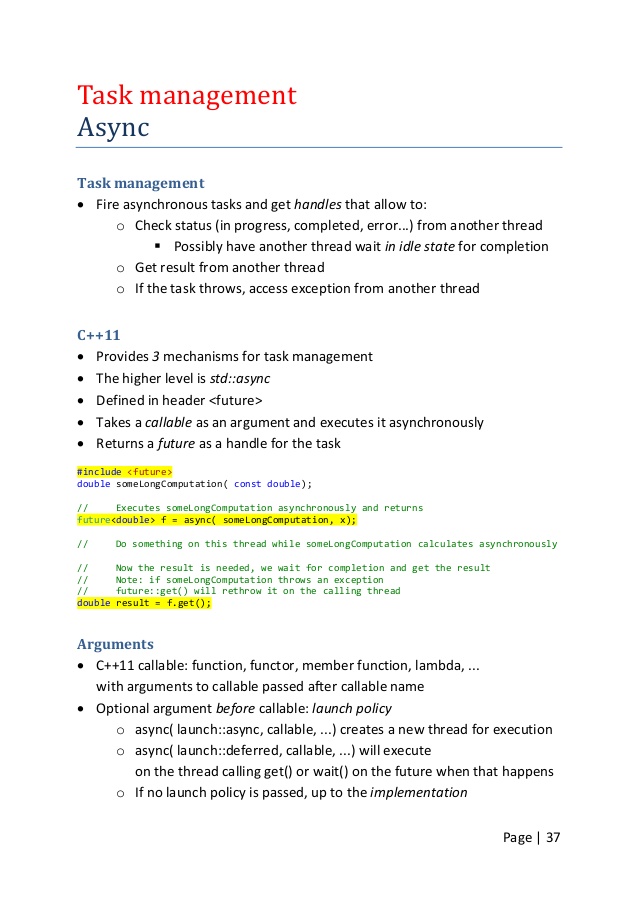 Task management
Async
Task management
• Fire asynchronous tasks and get handles that allow to:
o Check status (in progress, completed, error...) from another thread
▪ Possibly have another thread wait in idle state for completion
o Get result from another thread
o If the task throws, access exception from another thread
C++11
• Provides 3 mechanisms for task management
• The higher level is std::async
• Defined in header <future>
• Takes a callable as an argument and executes it asynchronously
• Returns a future as a handle for the task
#include <future>
double someLongComputation( const double);
// Executes someLongComputation asynchronously and returns
future<double> f = async( someLongComputation, x);
// Do something on this thread while someLongComputation calculates asynchronously
// Now the result is needed, we wait for completion and get the result
// Note: if someLongComputation throws an exception
// future::get() will rethrow it on the calling thread
double result = f.get();
Arguments
• C++11 callable: function, functor, member function, lambda, ...
with arguments to callable passed after callable name
• Optional argument before callable: launch policy
o async( launch::async, callable, ...) creates a new thread for execution
o async( launch::deferred, callable, ...) will execute
on the thread calling get() or wait() on the future when that happens
o If no launch policy is passed, up to the implementation
Page | 37